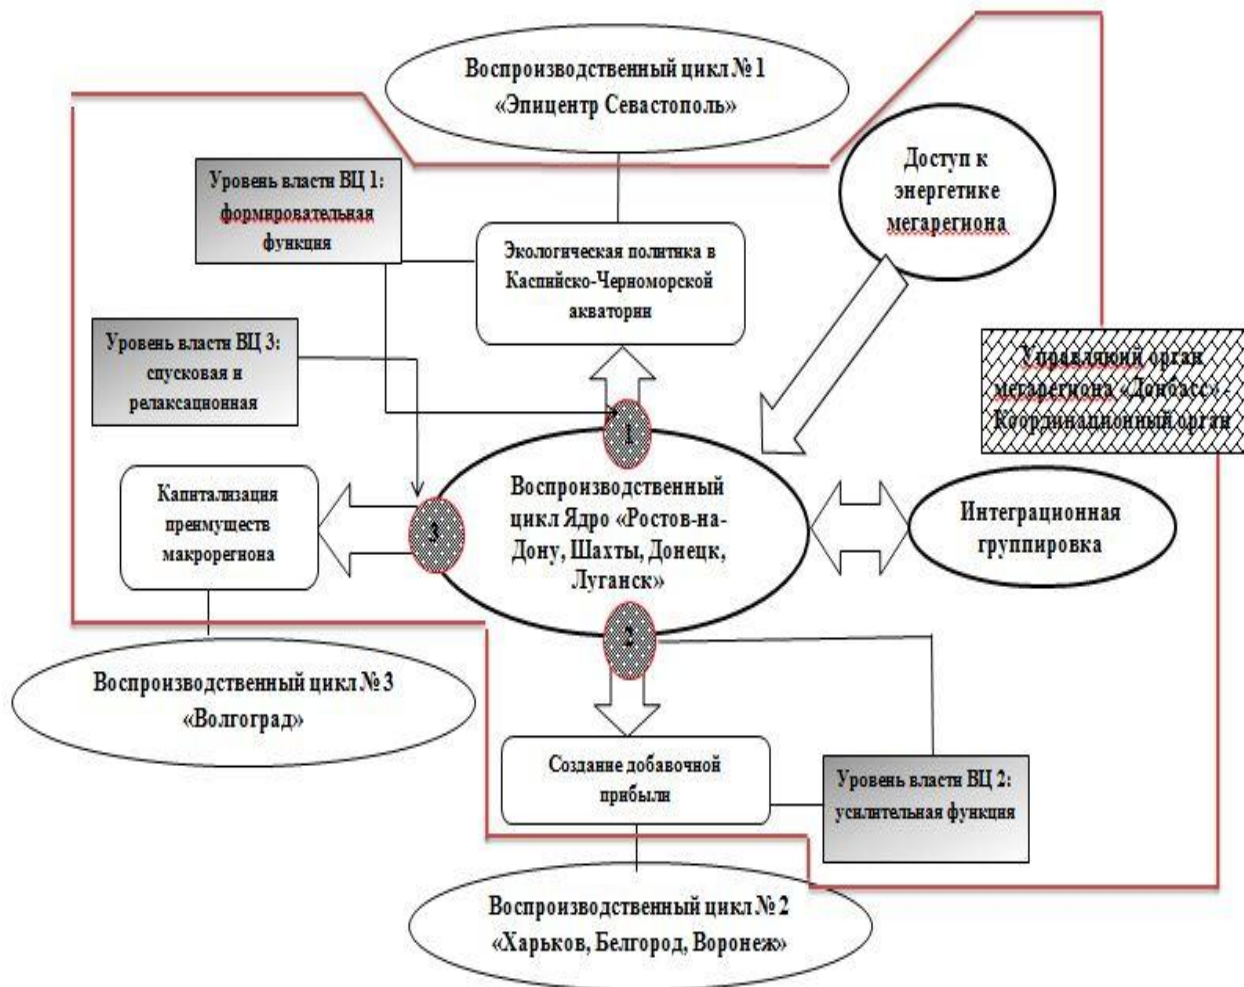 Воспроизводственный цикл № 1
«Эпицентр Севастополь»
Доступ к
энергетике
мегарегиона
Уровень власти ВЦ 1:
формировательная
функция
Экологическая политика в
Каспийско-Черноморской
акватории
Уровень власти ВЦ 3:
спусковая и
релаксационная
Управляюий орган
мегарегиона «Донбасс» -
Координационный орган
1
Капитализация
преимуществ
макрорегиона
3
Воспроизводственный
цикл Ядро «Ростов-на-
Дону, Шахты, Донецк,
Луганск»
Интеграционная
группировка
2
Воспроизводственный цикл № 3
«Волгоград»
Создание добавочной
прибыли
Уровень власти ВЦ 2:
усилительная функция
Воспроизводственный цикл № 2
«Харьков, Белгород, Воронеж»